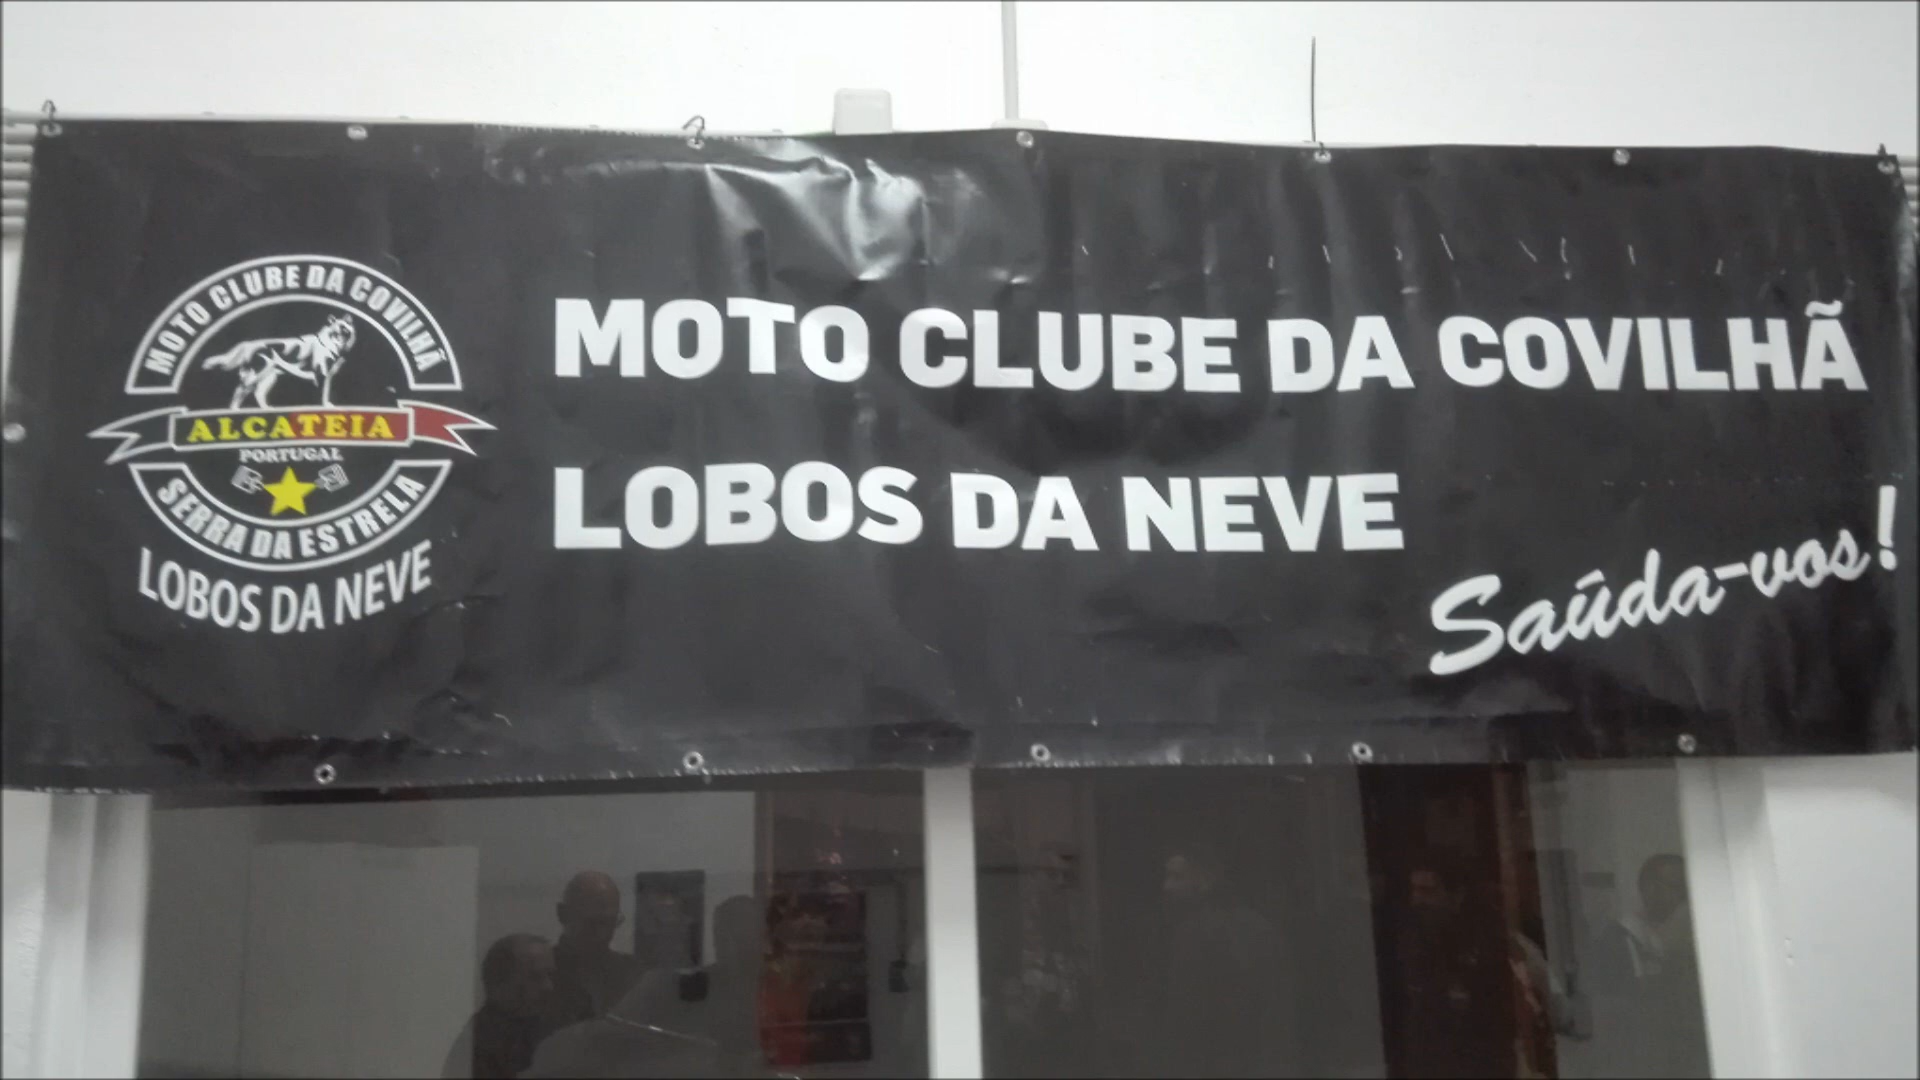 MOTO CLUBE DA COVILHÃ
ALCATEIA
PORTUGAL
SERRA DA ESTRELA
LOBOS DA NEVE
MOTO CLUBE DA COVILHÃ
LOBOS DA NEVE
Saúda-vos!